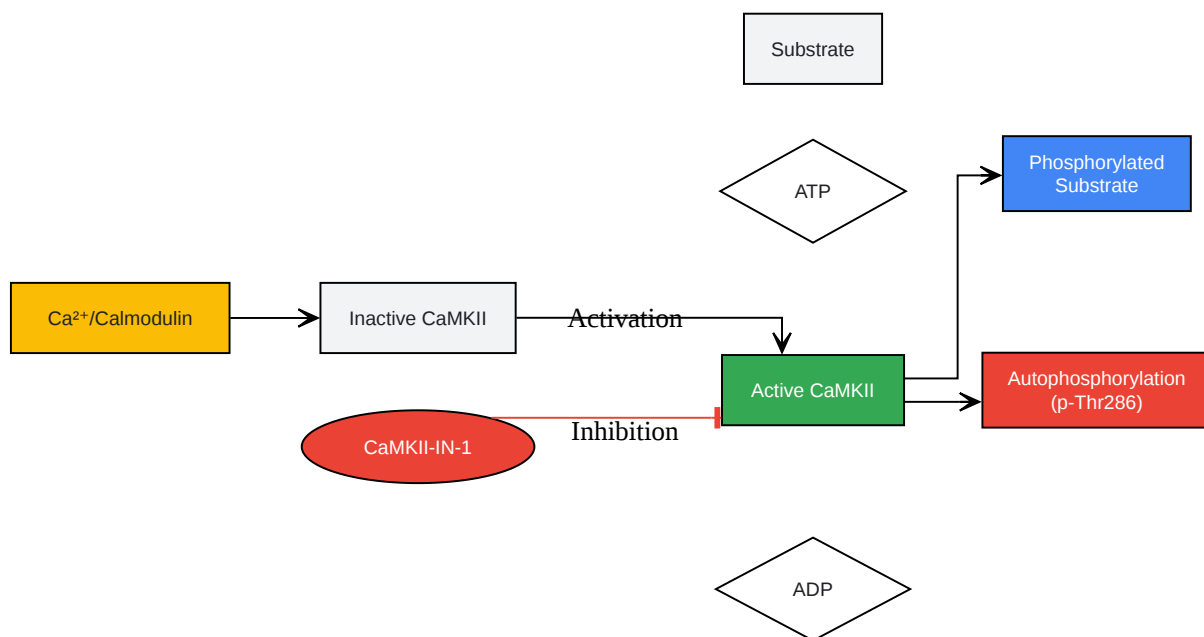 Substrate
ATP
Phosphorylated
Substrate
Ca²⁺/Calmodulin
Inactive CaMKII
Activation
Active CaMKII
Autophosphorylation
(p-Thr286)
CaMKII-IN-1
Inhibition
ADP